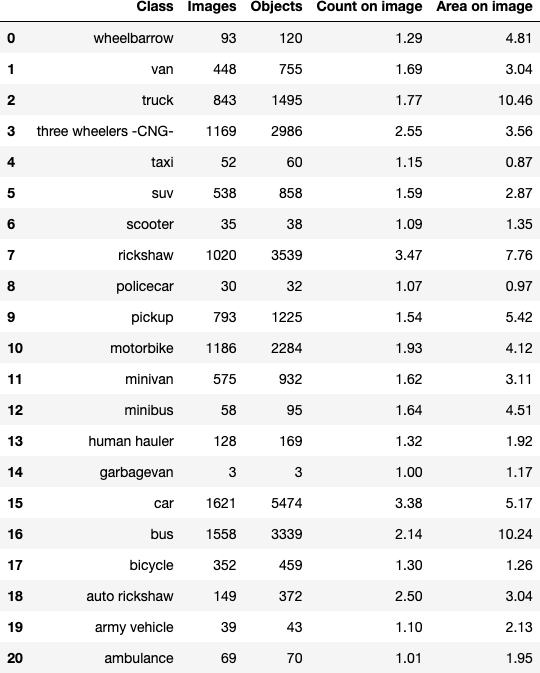 Class Images Objects Count on image Area on image
0 wheelbarrow 93 120 1.29 4.81
1 van 448 755 1.69 3.04
2 truck 843 1495 1.77 10.46
3 three wheelers -CNG- 1169 2986 2.55 3.56
4 taxi 52 60 1.15 0.87
5 suv 538 858 1.59 2.87
6 scooter 35 38 1.09 1.35
7 rickshaw 1020 3539 3.47 7.76
8 policecar 30 32 1.07 0.97
9 pickup 793 1225 1.54 5.42
10 motorbike 1186 2284 1.93 4.12
11 minivan 575 932 1.62 3.11
12 minibus 58 95 1.64 4.51
13 human hauler 128 169 1.32 1.92
14 garbagevan 3 3 1.00 1.17
15 car 1621 5474 3.38 5.17
16 bus 1558 3339 2.14 10.24
17 bicycle 352 459 1.30 1.26
18 auto rickshaw 149 372 2.50 3.04
19 army vehicle 39 43 1.10 2.13
20 ambulance 69 70 1.01 1.95